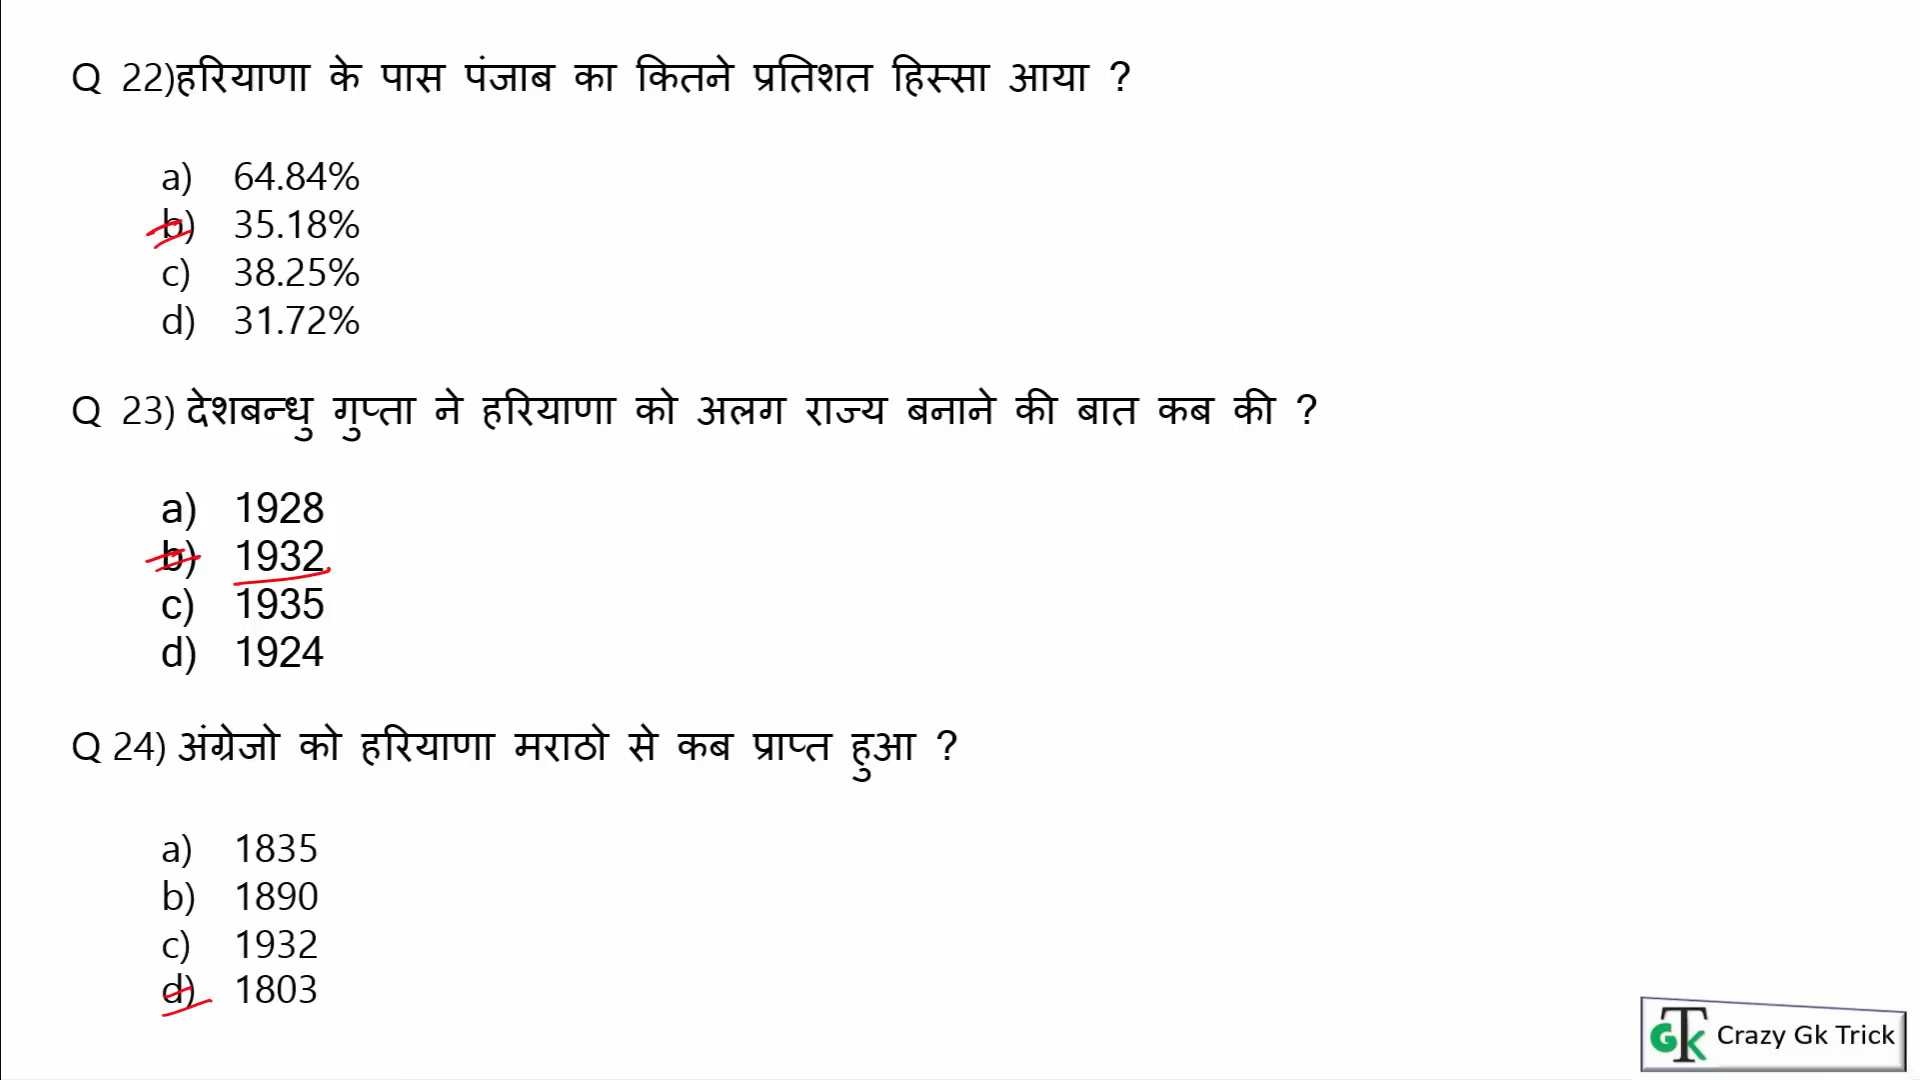 Q 22)हरियाणा के पास पंजाब का कितने प्रतिशत हिस्सा आया ?
a) 64.84%
b) 35.18%
c) 38.25%
d) 31.72%
Q 23) देशबन्धु गुप्ता ने हरियाणा को अलग राज्य बनाने की बात कब की ?
a) 1928
b) 1932
c) 1935
d) 1924
Q 24) अंग्रेजो को हरियाणा मराठो से कब प्राप्त हुआ ?
a) 1835
b) 1890
c) 1932
d) 1803
GTK Crazy Gk Trick